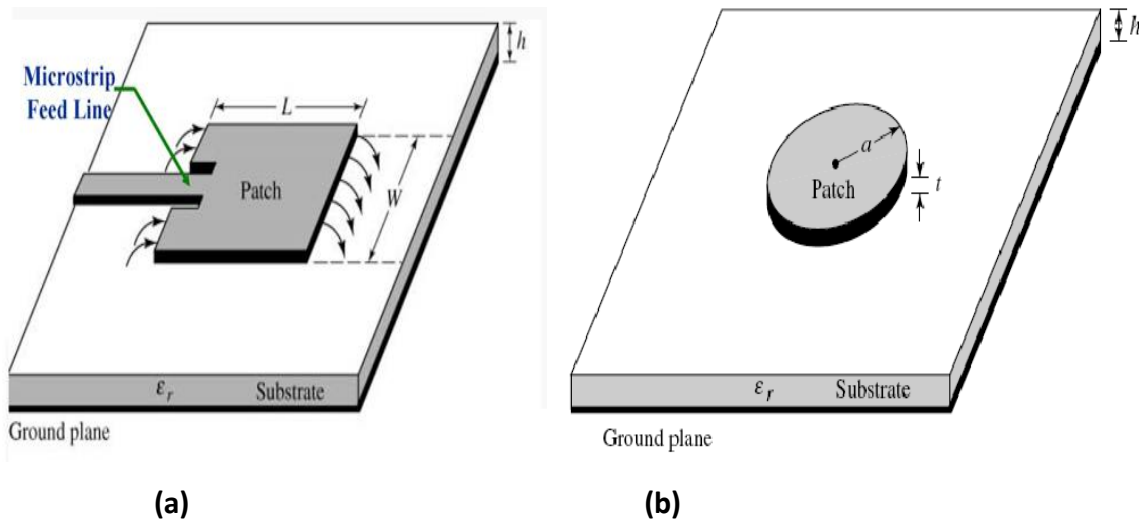 Microstrip
Feed Line
L
h
Patch
W
εr
Substrate
Ground plane
(a)
h
a
Patch
t
εr
Substrate
Ground plane
(b)